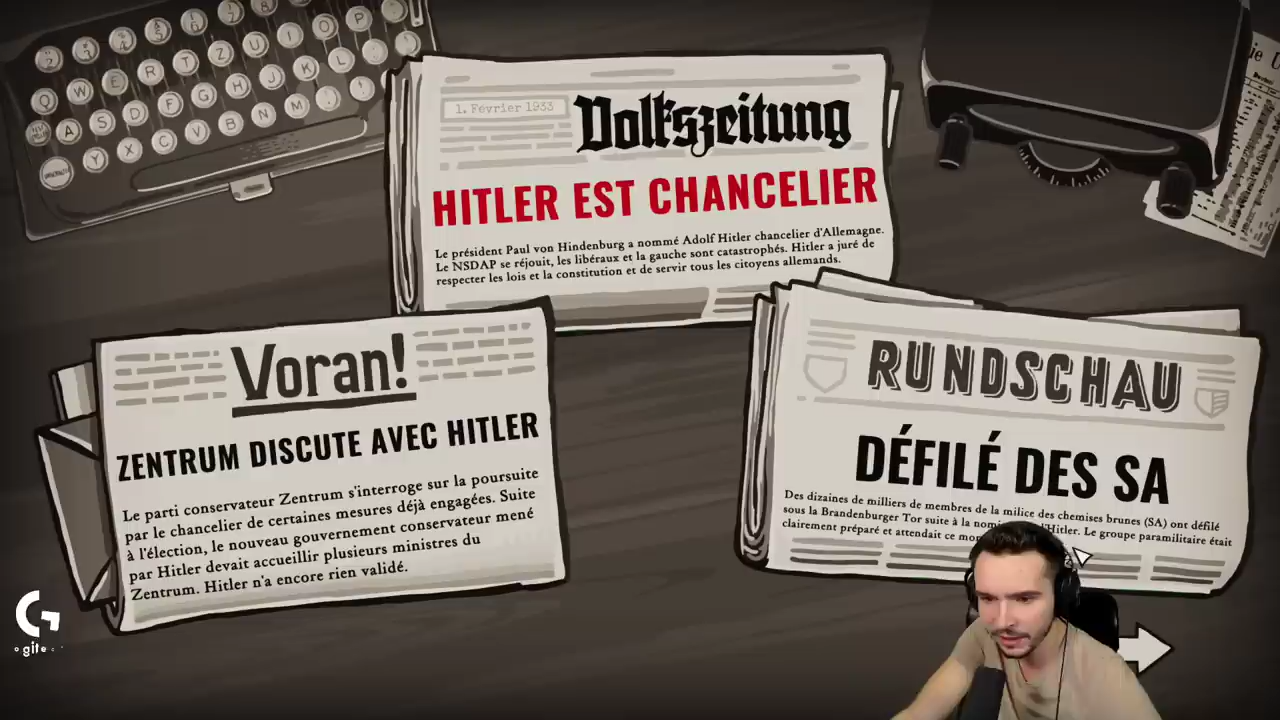 1. Février 1933
Volkszeitung
HITLER EST CHANCELIER
Le président Paul von Hindenburg a nommé Adolf Hitler chancelier d'Allemagne.
Le NSDAP se réjouit, les libéraux et la gauche sont catastrophés. Hitler a juré de
respecter les lois et la constitution et de servir tous les citoyens allemands.
Voran!
ZENTRUM DISCUTE AVEC HITLER
Le parti conservateur Zentrum s'interroge sur la poursuite
par le chancelier de certaines mesures déjà engagées. Suite
à l'élection, le nouveau gouvernement conservateur mené
par Hitler devait accueillir plusieurs ministres du
Zentrum. Hitler n'a encore rien validé.
RUNDSCHAU
DÉFILÉ DES SA
Des dizaines de milliers de membres de la milice des chemises brunes (SA) ont défilé
sous la Brandenburger Tor suite à la d'Hitler. Le groupe paramilitaire était
clairement préparé et attendait ce